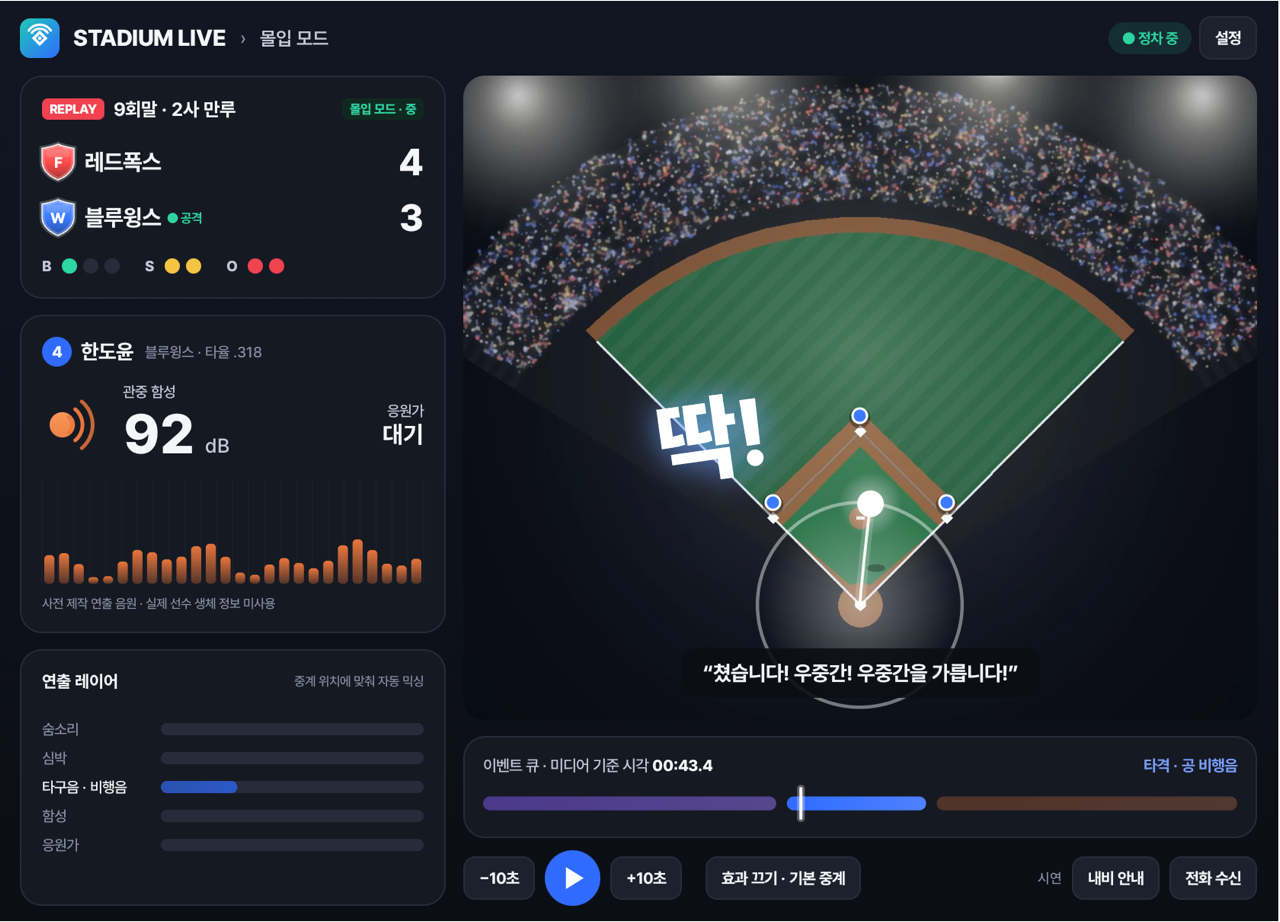 STADIUM LIVE › 몰입 모드
정차 중
설정
REPLAY 9회말 · 2사 만루
몰입 모드 · 중
F 레드폭스 4
W 블루윙스 공격 3
B S O
4 한도윤 블루윙스 · 타율 .318
관중 함성
92 dB
응원가
대기
사전 제작 연출 음원 · 실제 선수 생체 정보 미사용
연출 레이어
중계 위치에 맞춰 자동 믹싱
숨소리
심박
타구음 · 비행음
함성
응원가
딱!
“쳤습니다! 우중간! 우중간을 가릅니다!”
이벤트 큐 · 미디어 기준 시각 00:43.4
타격 · 공 비행음
−10초
+10초
효과 끄기 · 기본 중계
시연
내비 안내
전화 수신